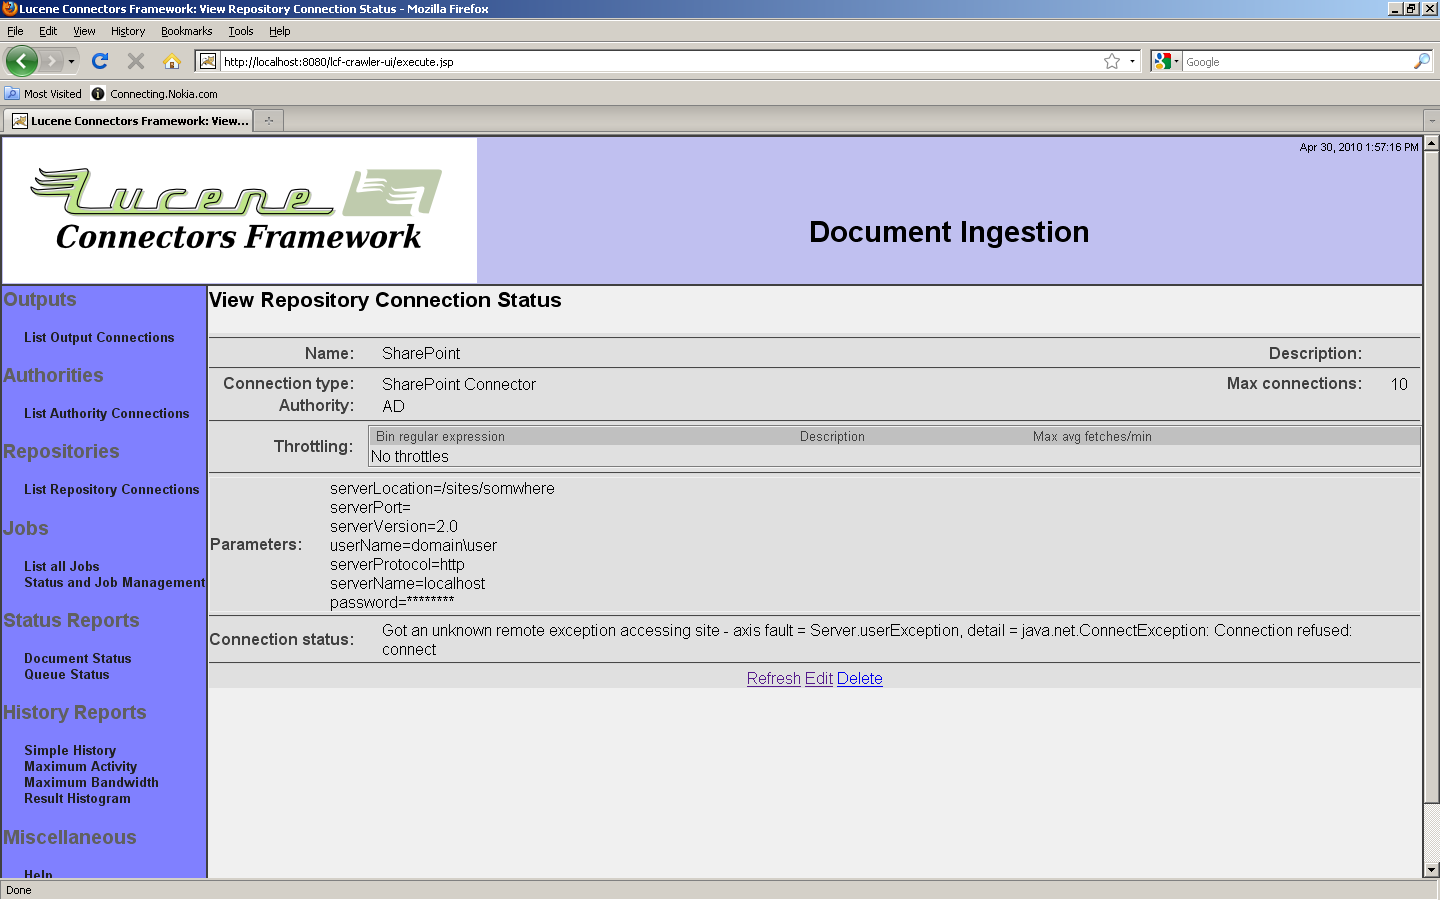 Lucene Connectors Framework: View Repository Connection Status - Mozilla Firefox
File Edit View History Bookmarks Tools Help
http://localhost:8080/lcf-crawler-ui/execute.jsp
Google
Most Visited Connecting.Nokia.com
Lucene Connectors Framework: View...
Apr 30, 2010 1:57:16 PM
Lucene
Connectors Framework
Document Ingestion
Outputs
List Output Connections
Authorities
List Authority Connections
Repositories
List Repository Connections
Jobs
List all Jobs
Status and Job Management
Status Reports
Document Status
Queue Status
History Reports
Simple History
Maximum Activity
Maximum Bandwidth
Result Histogram
Miscellaneous
Help
View Repository Connection Status
Name: SharePoint Description:
Connection type: SharePoint Connector Max connections: 10
Authority: AD
Throttling:
Bin regular expression Description Max avg fetches/min
No throttles
Parameters:
serverLocation=/sites/somwhere
serverPort=
serverVersion=2.0
userName=domain\user
serverProtocol=http
serverName=localhost
password=********
Connection status: Got an unknown remote exception accessing site - axis fault = Server.userException, detail = java.net.ConnectException: Connection refused:
connect
Refresh Edit Delete
Done